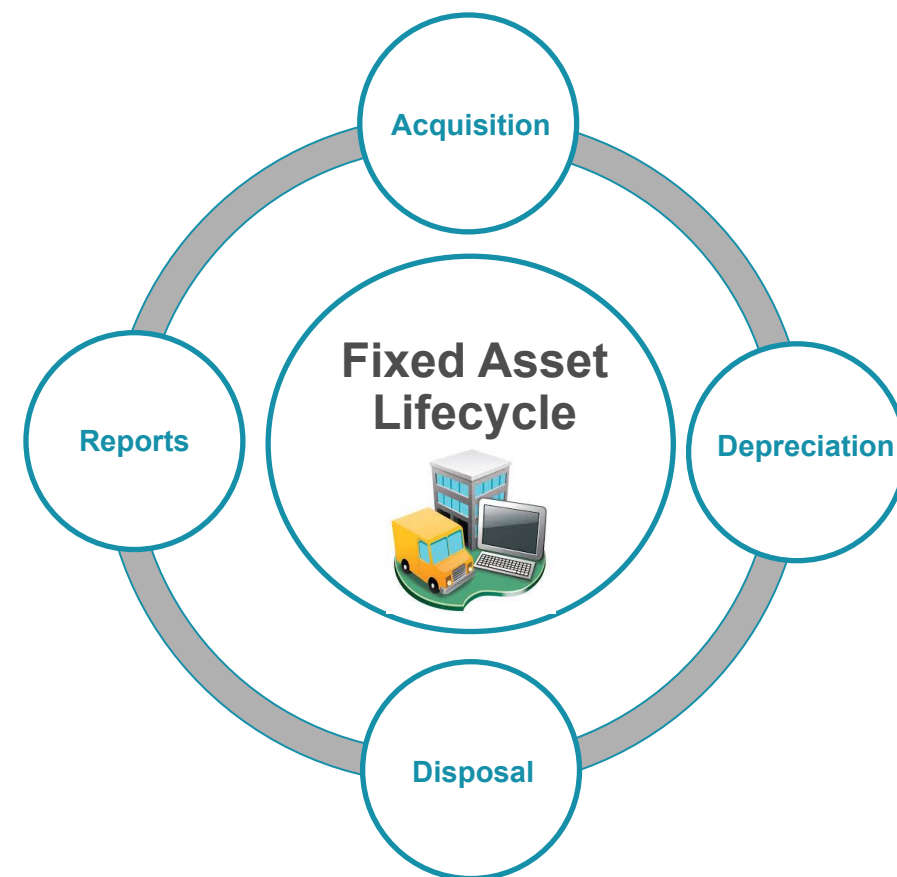 Acquisition
Fixed Asset
Lifecycle
Reports
Depreciation
Disposal